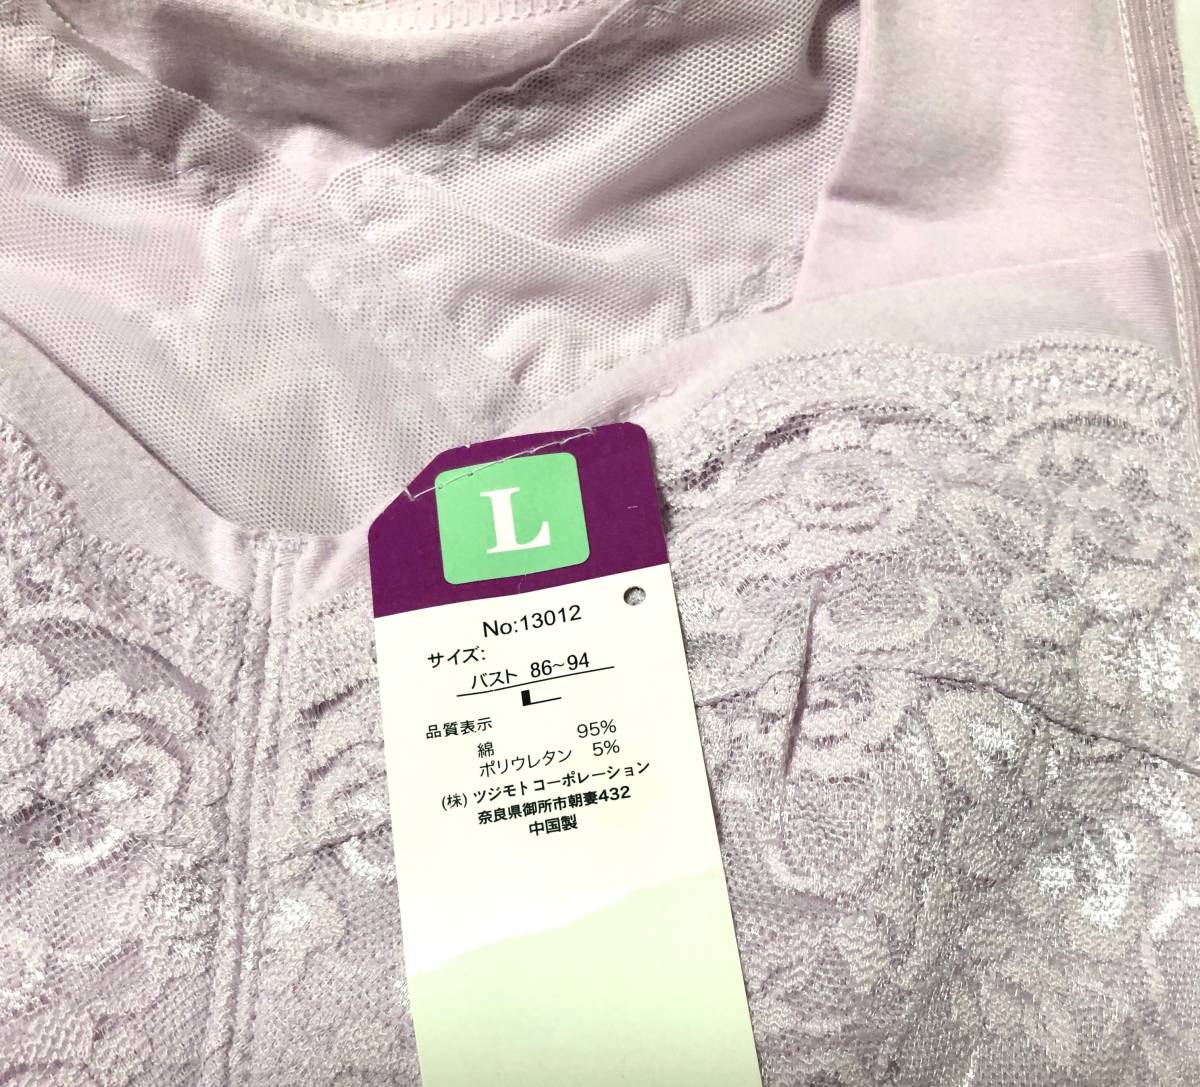 L
No:13012
サイズ:
バスト 86~94
L
品質表示
綿 95%
ポリウレタン 5%
(株) ツジモトコーポレーション
奈良県御所市朝妻432
中国製